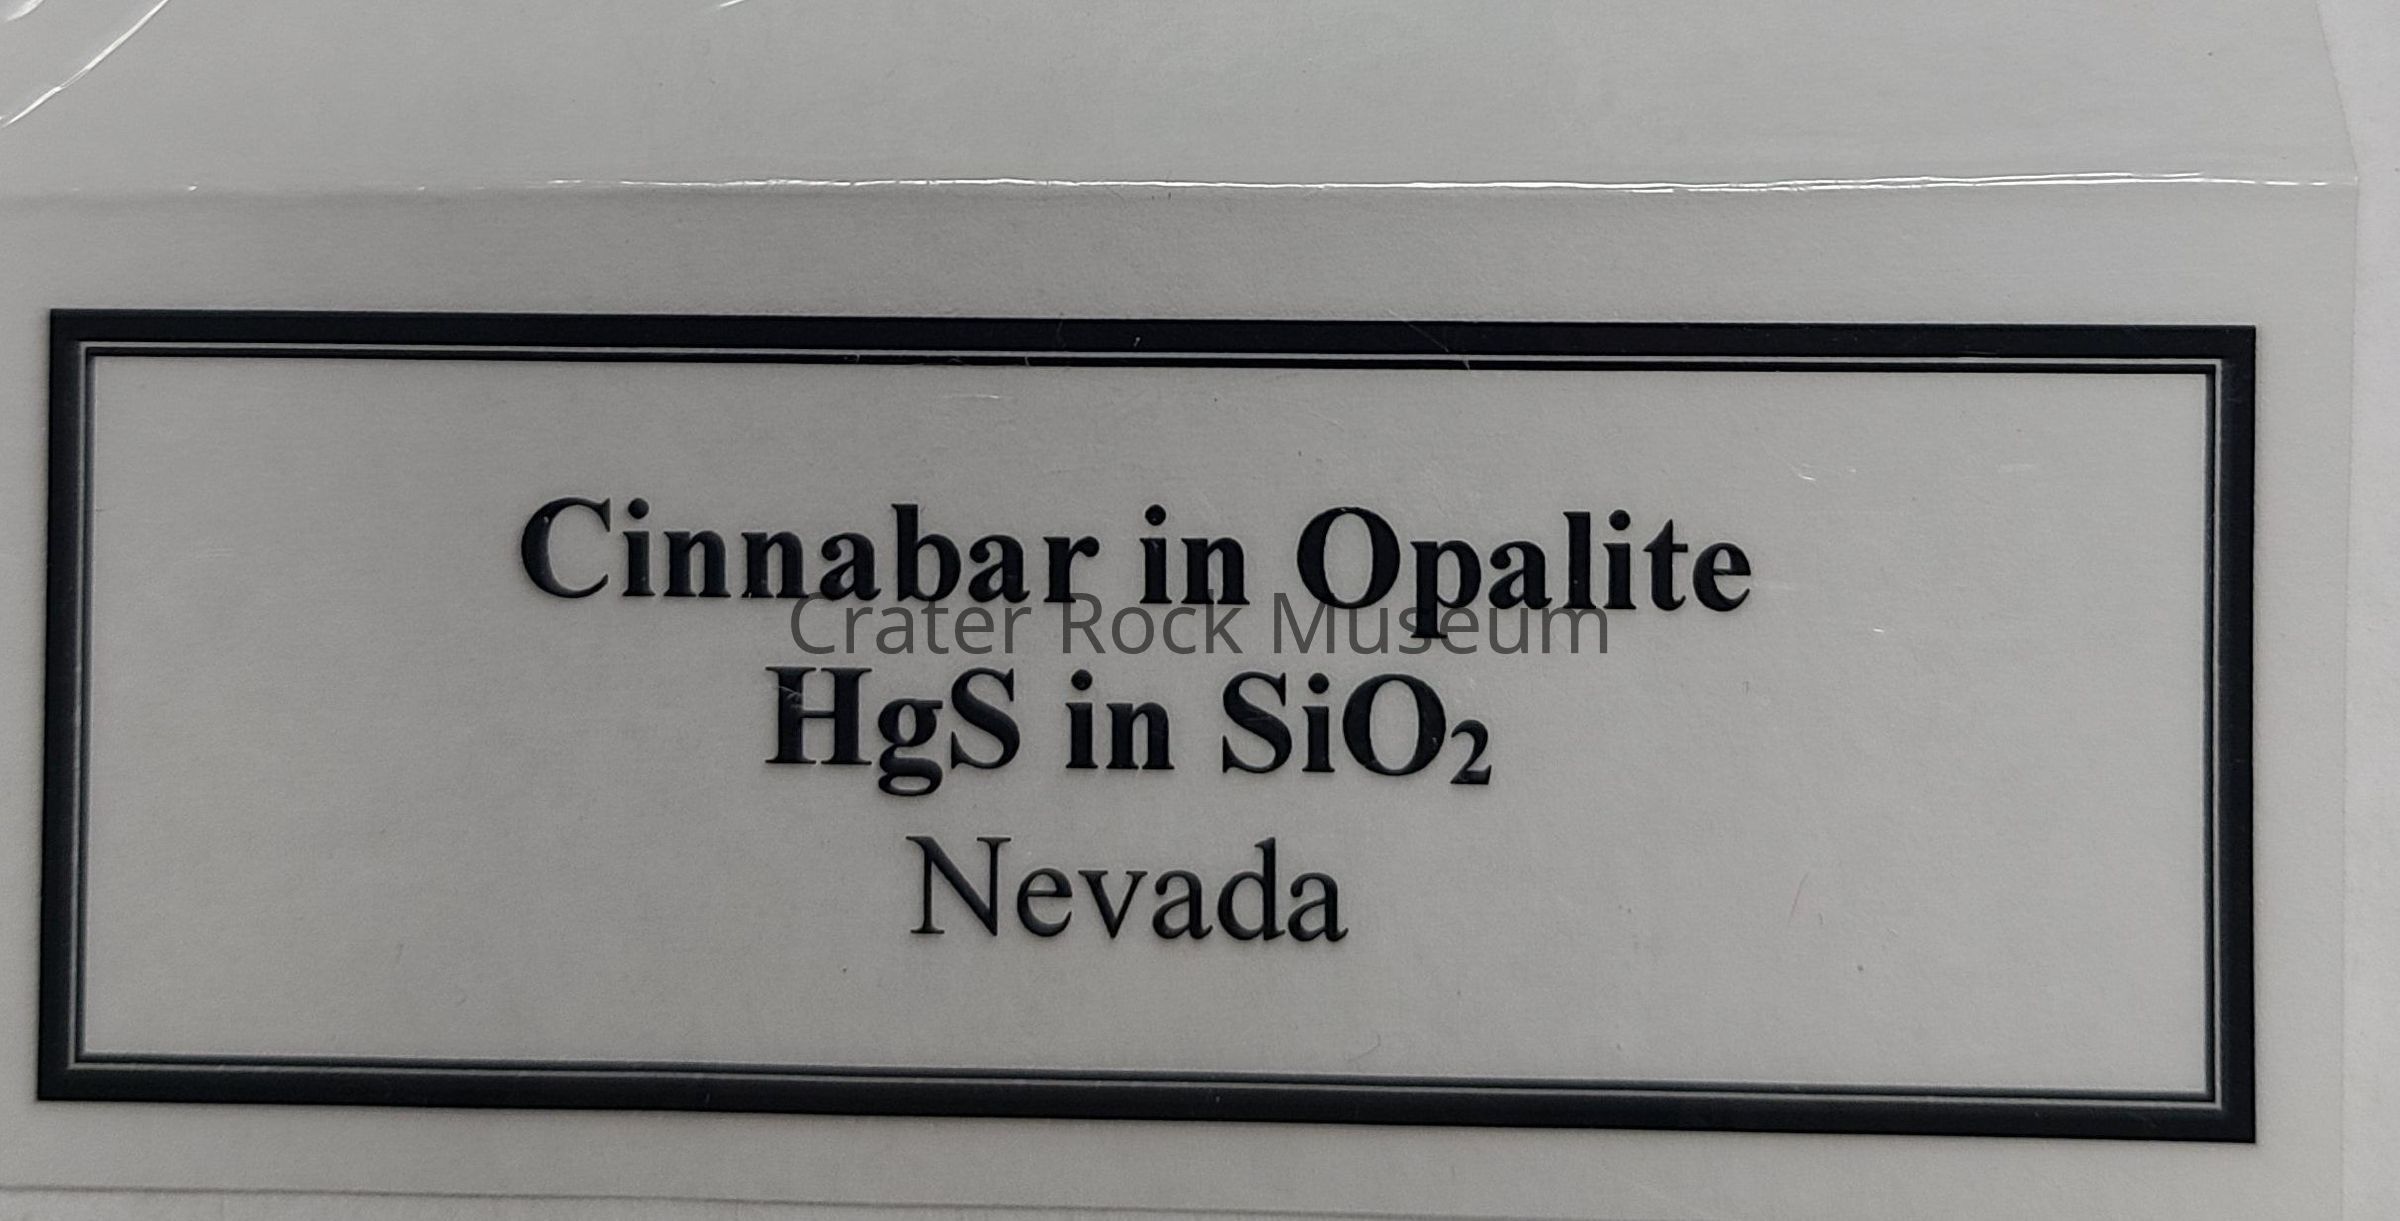 Cinnabar in Opalite
Crater Rock Museum
HgS in SiO₂
Nevada